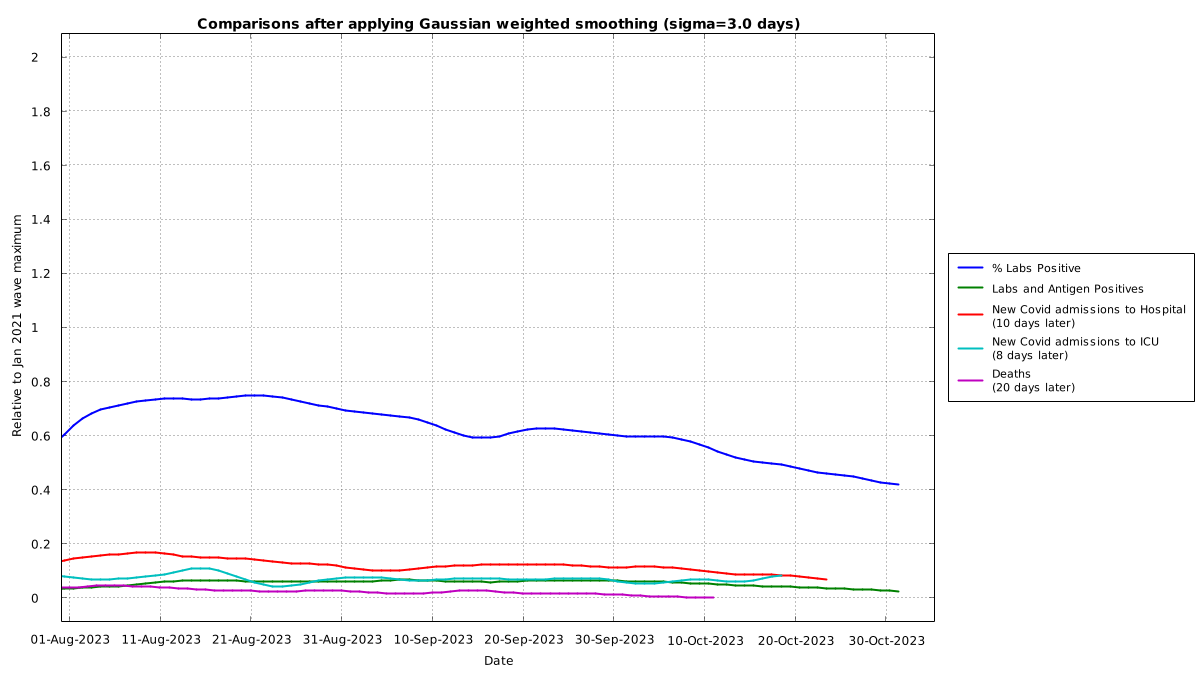 Comparisons after applying Gaussian weighted smoothing (sigma=3.0 days)
Relative to Jan 2021 wave maximum
2
1.8
1.6
1.4
1.2
1
0.8
0.6
0.4
0.2
0
01-Aug-2023 11-Aug-2023 21-Aug-2023 31-Aug-2023 10-Sep-2023 20-Sep-2023 30-Sep-2023 10-Oct-2023 20-Oct-2023 30-Oct-2023
Date
% Labs Positive
Labs and Antigen Positives
New Covid admissions to Hospital
(10 days later)
New Covid admissions to ICU
(8 days later)
Deaths
(20 days later)